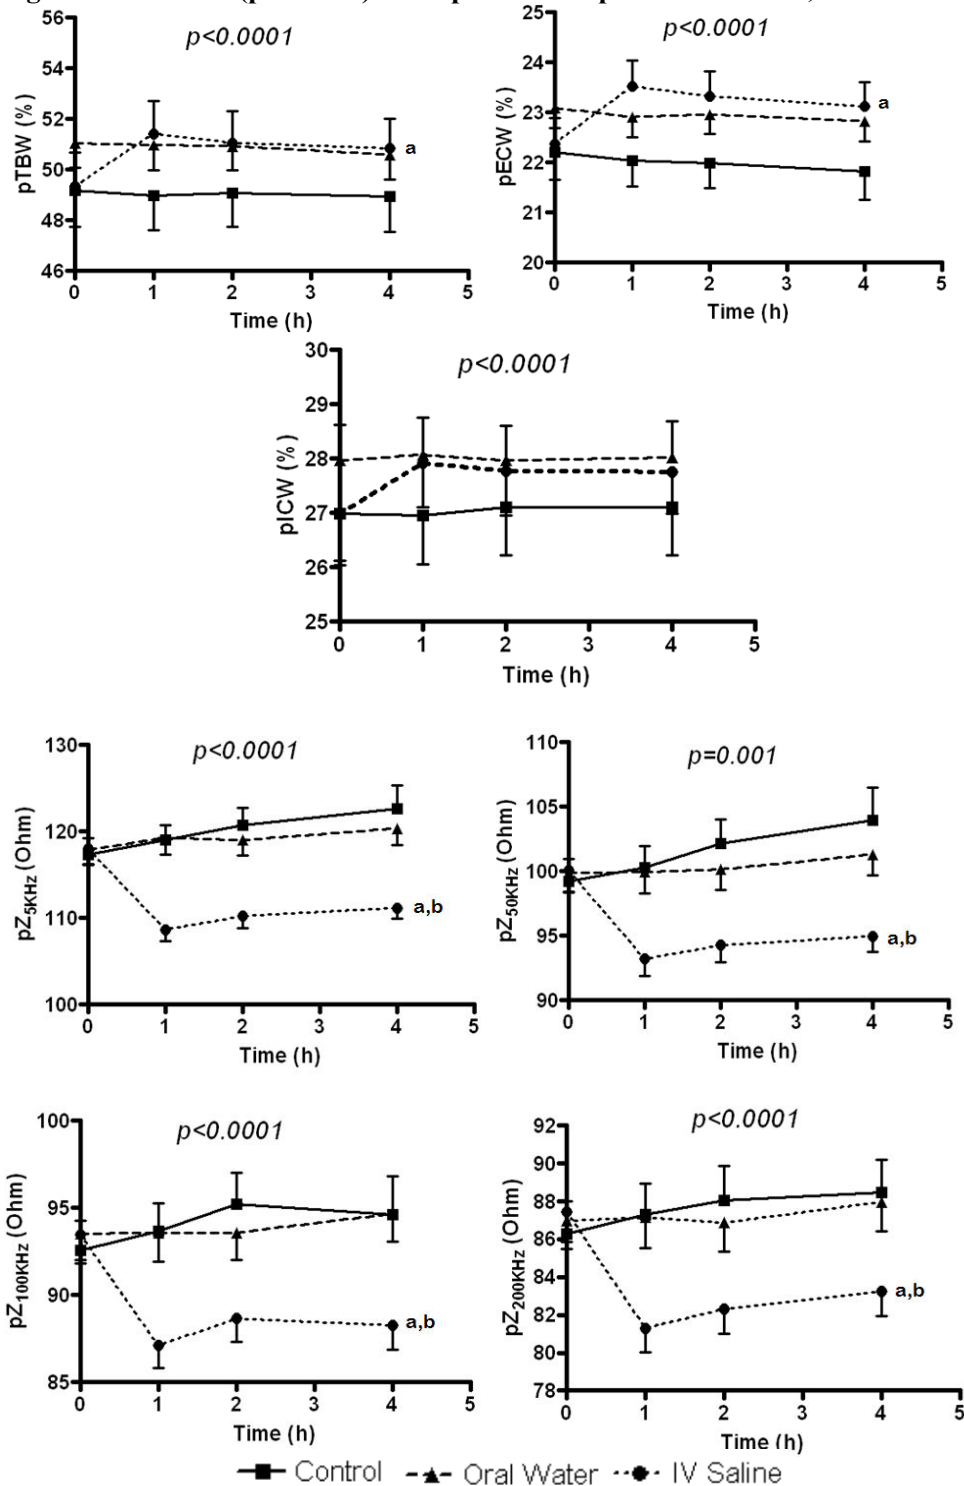 p<0.0001
pTBW (%)
56
54
52
50
48
46
a
0 1 2 3 4 5
Time (h)
p<0.0001
pECW (%)
25
24
23
22
21
20
a
0 1 2 3 4 5
Time (h)
p<0.0001
pICW (%)
30
29
28
27
26
25
0 1 2 3 4 5
Time (h)
p<0.0001
pZ5KHz (Ohm)
130
120
110
100
a,b
0 1 2 3 4 5
Time (h)
p=0.001
pZ50KHz (Ohm)
110
105
100
95
90
a,b
0 1 2 3 4 5
Time (h)
p<0.0001
pZ100KHz (Ohm)
100
95
90
85
a,b
0 1 2 3 4 5
Time (h)
p<0.0001
pZ200KHz (Ohm)
92
90
88
86
84
82
80
78
a,b
0 1 2 3 4 5
Time (h)
Control Oral Water IV Saline